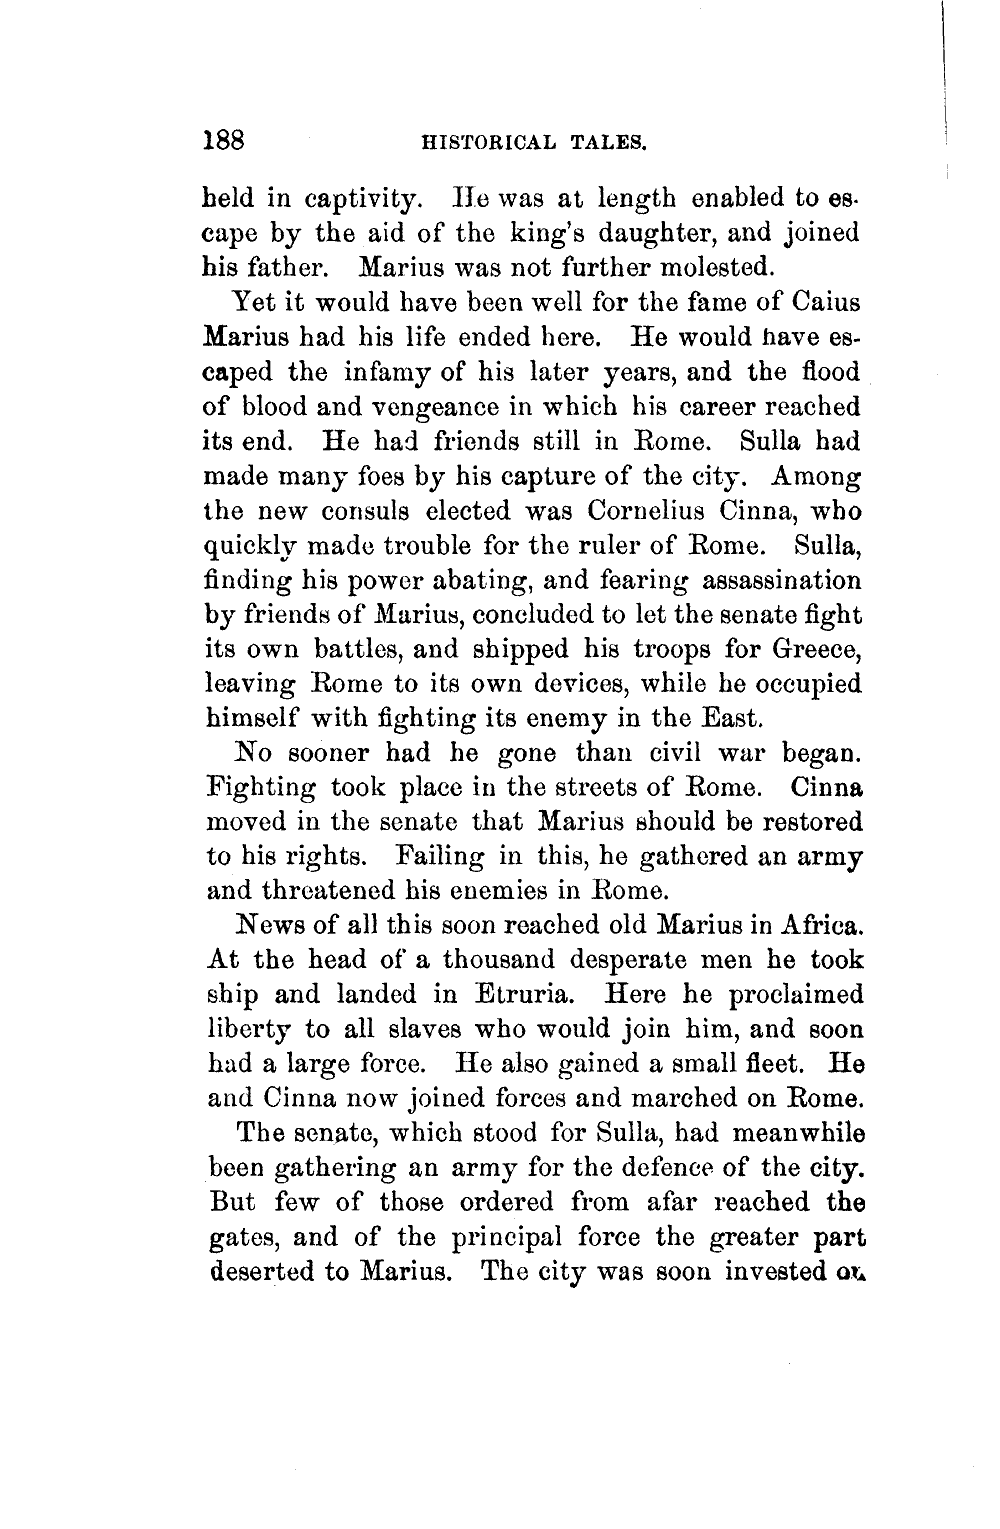 188 HISTORICAL TALES.
held in captivity. He was at length enabled to es-
cape by the aid of the king's daughter, and joined
his father. Marius was not further molested.
Yet it would have been well for the fame of Caius
Marius had his life ended here. He would have es-
caped the infamy of his later years, and the flood
of blood and vengeance in which his career reached
its end. He had friends still in Rome. Sulla had
made many foes by his capture of the city. Among
the new consuls elected was Cornelius Cinna, who
quickly made trouble for the ruler of Rome. Sulla,
finding his power abating, and fearing assassination
by friends of Marius, concluded to let the senate fight
its own battles, and shipped his troops for Greece,
leaving Rome to its own devices, while he occupied
himself with fighting its enemy in the East.
No sooner had he gone than civil war began.
Fighting took place in the streets of Rome. Cinna
moved in the senate that Marius should be restored
to his rights. Failing in this, he gathered an army
and threatened his enemies in Rome.
News of all this soon reached old Marius in Africa.
At the head of a thousand desperate men he took
ship and landed in Etruria. Here he proclaimed
liberty to all slaves who would join him, and soon
had a large force. He also gained a small fleet. He
and Cinna now joined forces and marched on Rome.
The senate, which stood for Sulla, had meanwhile
been gathering an army for the defence of the city.
But few of those ordered from afar reached the
gates, and of the principal force the greater part
deserted to Marius. The city was soon invested on